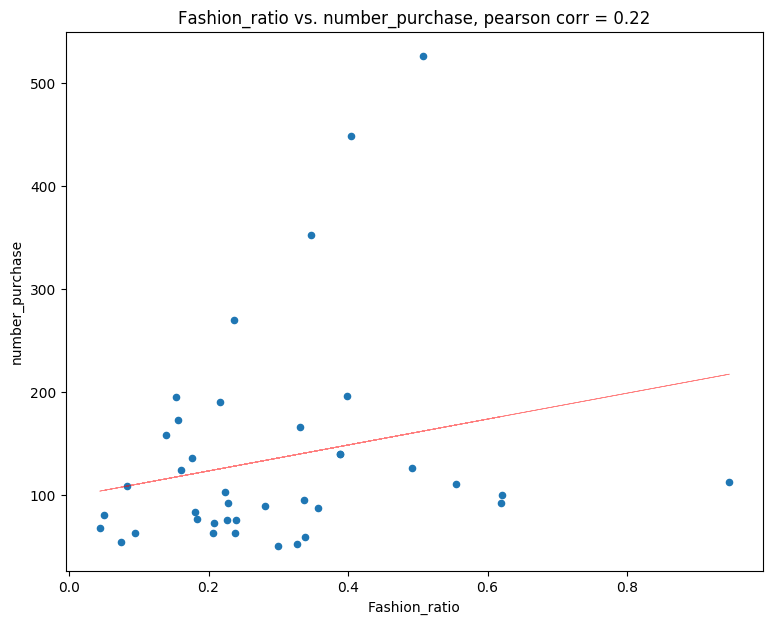 Fashion_ratio vs. number_purchase, pearson corr = 0.22
500
400
300
200
100
number_purchase
0.0 0.2 0.4 0.6 0.8
Fashion_ratio